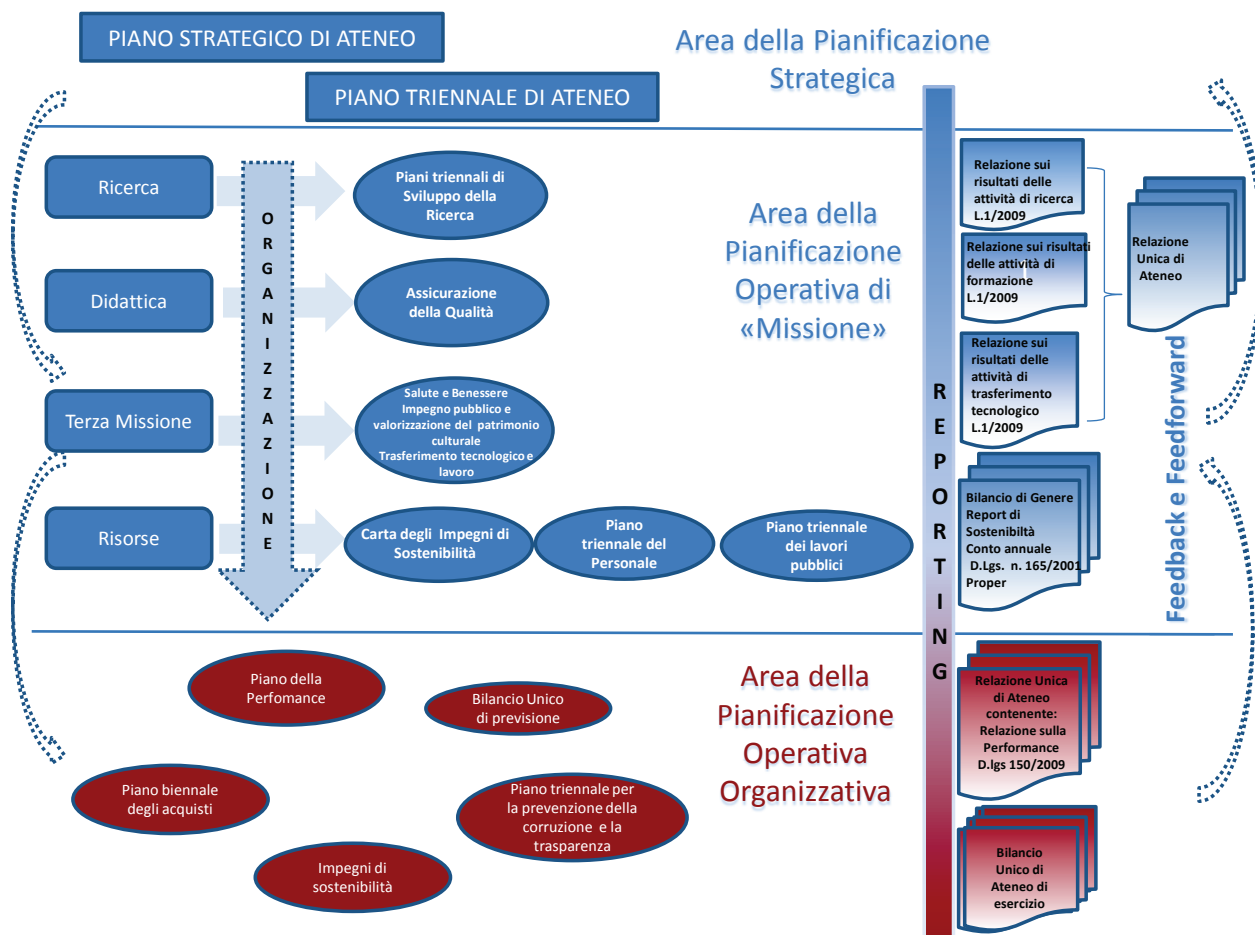 PIANO STRATEGICO DI ATENEO
Area della Pianificazione
Strategica
PIANO TRIENNALE DI ATENEO
Ricerca
Didattica
Terza Missione
Risorse
ORGANIZZAZIONE
Piani triennali di
Sviluppo della
Ricerca
Assicurazione
della Qualità
Salute e Benessere
Impegno pubblico e
valorizzazione del patrimonio
culturale
Trasferimento tecnologico e
lavoro
Carta degli Impegni di
Sostenibilità
Piano
triennale del
Personale
Piano triennale
dei lavori
pubblici
Area della
Pianificazione
Operativa di
«Missione»
REPORTING
Relazione sui
risultati delle
attività di ricerca
L.1/2009
Relazione sui risultati
delle attività di
formazione
L.1/2009
Relazione sui
risultati delle
attività di
trasferimento
tecnologico
L.1/2009
Relazione
Unica di
Ateneo
Bilancio di Genere
Report di
Sostenibiltà
Conto annuale
D.Lgs. n. 165/2001
Proper
Feedback e Feedforward
Piano della
Perfomance
Bilancio Unico
di previsione
Piano biennale
degli acquisti
Piano triennale per
la prevenzione della
corruzione e la
trasparenza
Impegni di
sostenibilità
Area della
Pianificazione
Operativa
Organizzativa
Relazione Unica
di Ateneo
contenente:
Relazione sulla
Performance
D.lgs 150/2009
Bilancio
Unico di
Ateneo di
esercizio